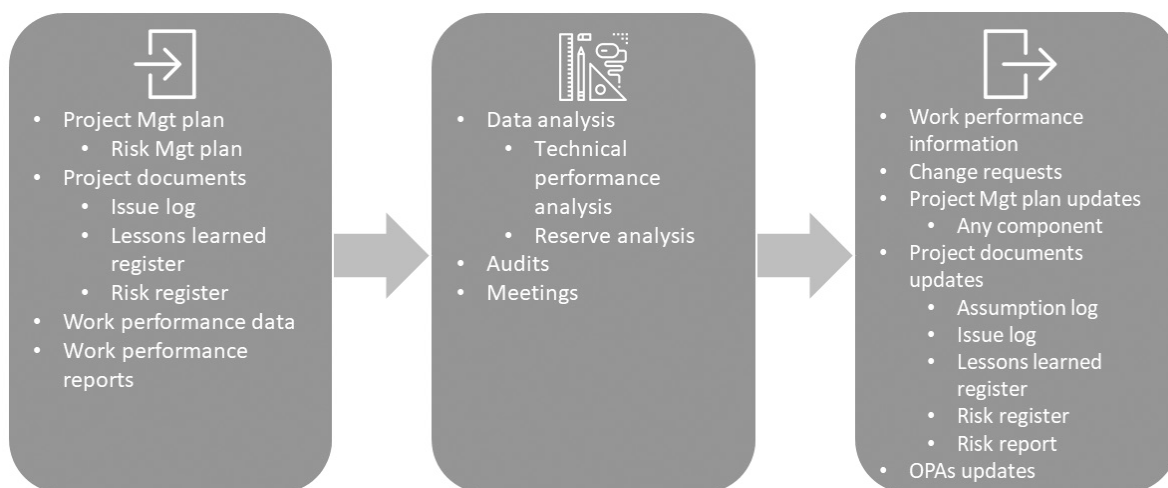 • Project Mgt plan
• Risk Mgt plan
• Project documents
• Issue log
• Lessons learned
register
• Risk register
• Work performance data
• Work performance
reports
• Data analysis
• Technical
performance
analysis
• Reserve analysis
• Audits
• Meetings
• Work performance
information
• Change requests
• Project Mgt plan updates
• Any component
• Project documents
updates
• Assumption log
• Issue log
• Lessons learned
register
• Risk register
• Risk report
• OPAs updates